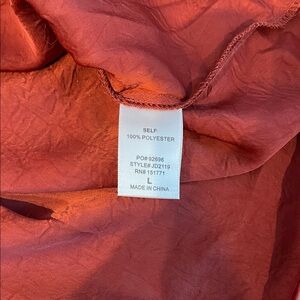 SELF
100% POLYESTER
PO# 92696
STYLE# JD2119
RN# 151771
L
MADE IN CHINA